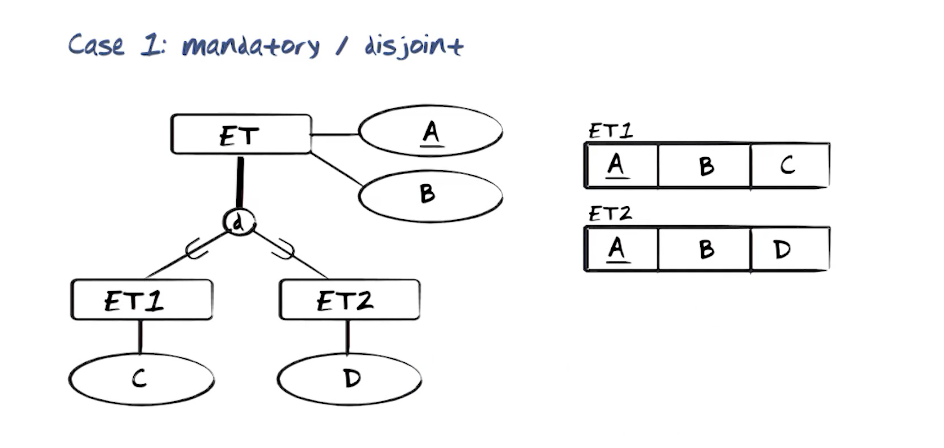 Case 1: mandatory / disjoint
ET
A
B
d
ET1
ET2
C
D
ET1
A B C
ET2
A B D